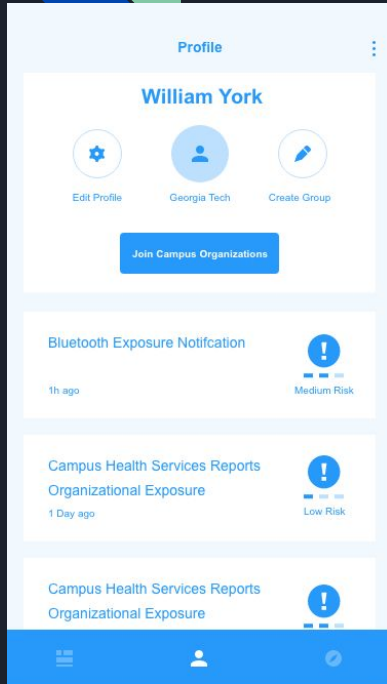 Profile
William York
Edit Profile
Georgia Tech
Create Group
Join Campus Organizations
Bluetooth Exposure Notifcation
1h ago
Medium Risk
Campus Health Services Reports
Organizational Exposure
1 Day ago
Low Risk
Campus Health Services Reports
Organizational Exposure